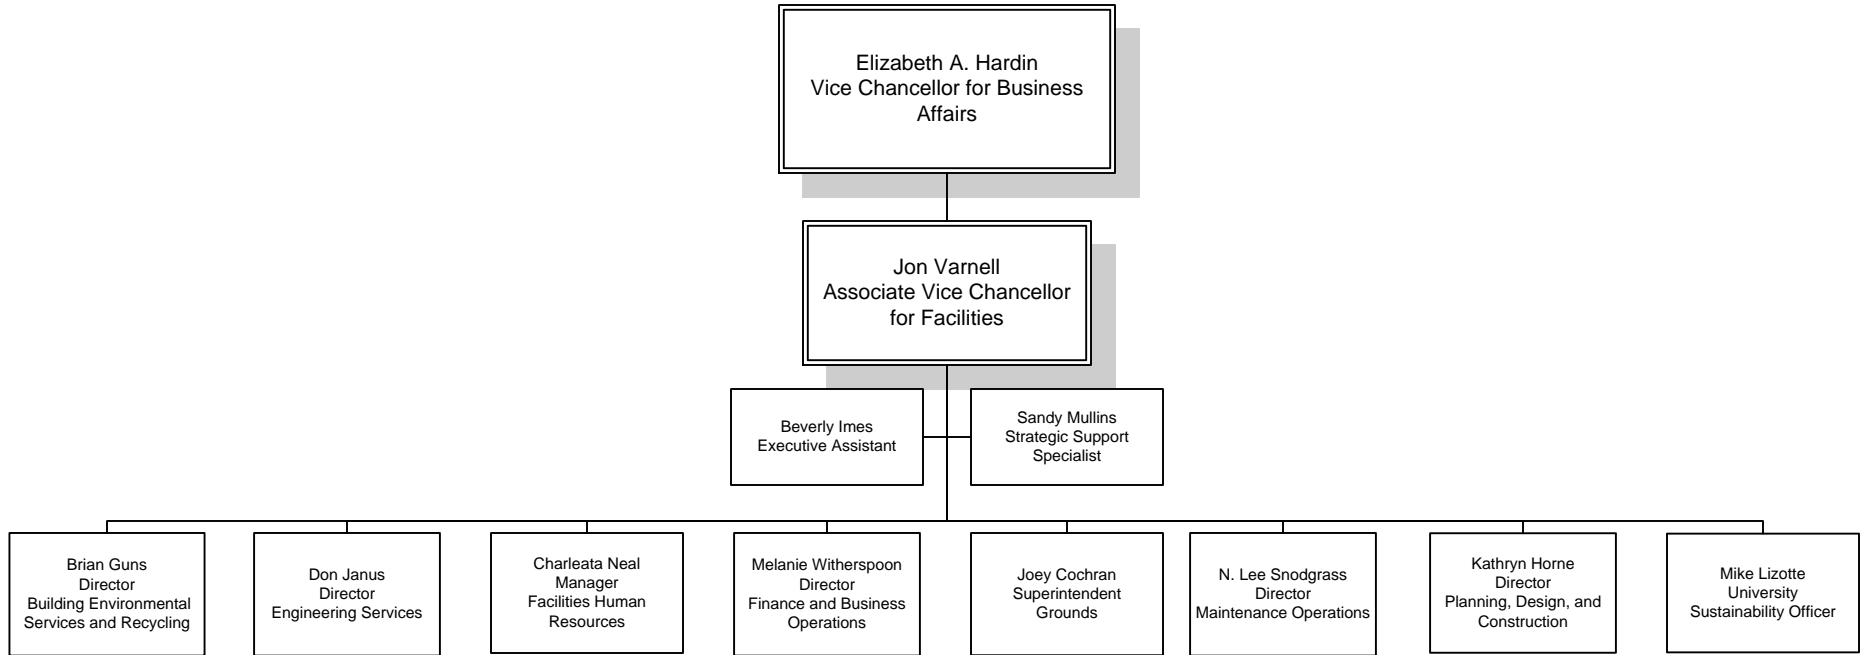 Elizabeth A. Hardin
Vice Chancellor for Business
Affairs
Jon Varnell
Associate Vice Chancellor
for Facilities
Beverly Imes
Executive Assistant
Sandy Mullins
Strategic Support
Specialist
Brian Guns
Director
Building Environmental
Services and Recycling
Don Janus
Director
Engineering Services
Charleata Neal
Manager
Facilities Human
Resources
Melanie Witherspoon
Director
Finance and Business
Operations
Joey Cochran
Superintendent
Grounds
N. Lee Snodgrass
Director
Maintenance Operations
Kathryn Horne
Director
Planning, Design, and
Construction
Mike Lizotte
University
Sustainability Officer